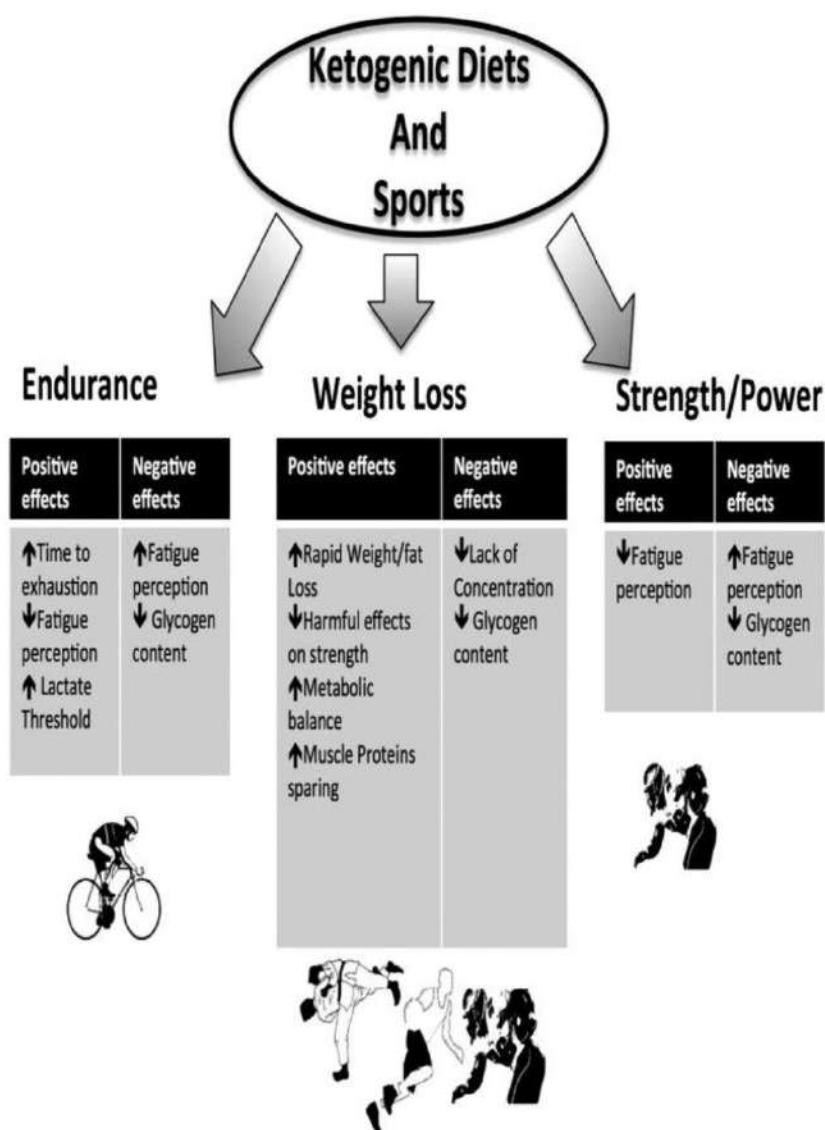 Ketogenic Diets
And
Sports
Endurance
Positive
effects
Negative
effects
↑Time to
exhaustion
↓Fatigue
perception
↑ Lactate
Threshold
↑Fatigue
perception
↓ Glycogen
content
Weight Loss
Positive effects
Negative
effects
↑Rapid Weight/fat
Loss
↓Harmful effects
on strength
↑Metabolic
balance
↑Muscle Proteins
sparing
↓Lack of
Concentration
↓ Glycogen
content
Strength/Power
Positive
effects
Negative
effects
↓Fatigue
perception
↑Fatigue
perception
↓ Glycogen
content